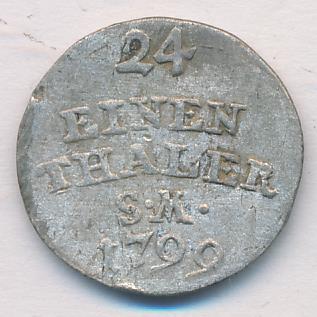 24
EINEN
THALER
S·M·
1799